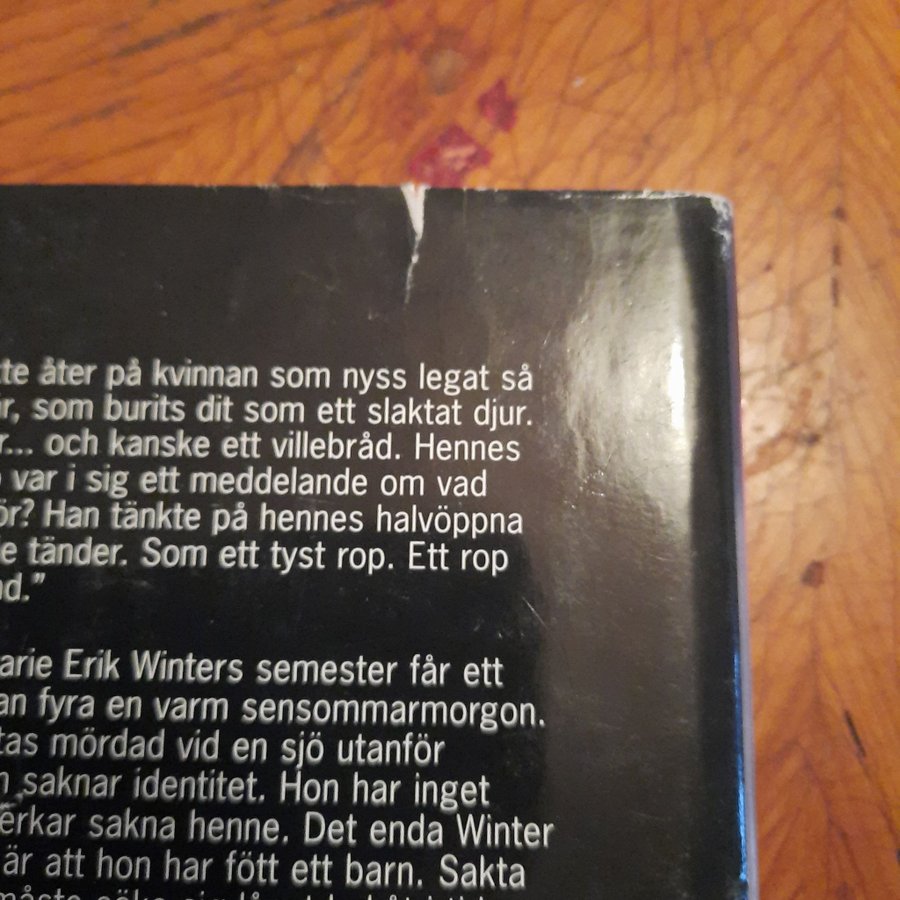 te åter på kvinnan som nyss legat så
r, som burits dit som ett slaktat djur.
r... och kanske ett villebråd. Hennes
var i sig ett meddelande om vad
ör? Han tänkte på hennes halvöppna
e tänder. Som ett tyst rop. Ett rop
nd.”
arie Erik Winters semester får ett
an fyra en varm sensommarmorgon.
tas mördad vid en sjö utanför
n saknar identitet. Hon har inget
erkar sakna henne. Det enda Winter
är att hon har fött ett barn. Sakta